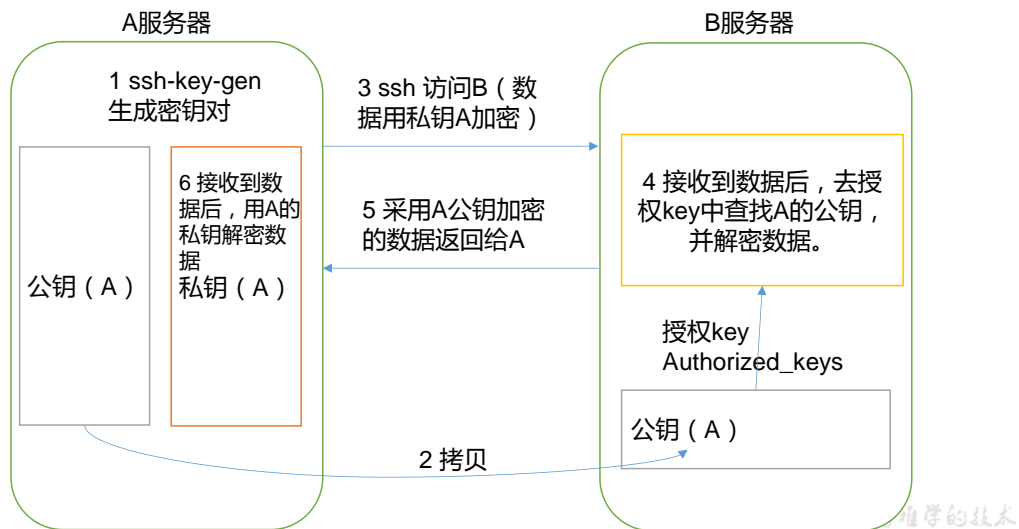 A服务器
B服务器
1 ssh-key-gen
生成密钥对
3 ssh 访问B（数
据用私钥A加密）
6 接收到数
据后，用A的
私钥解密数
据
公钥（A）
私钥（A）
5 采用A公钥加密
的数据返回给A
4 接收到数据后，去授
权key中查找A的公钥，
并解密数据。
授权key
Authorized_keys
公钥（A）
2 拷贝
难学的技术